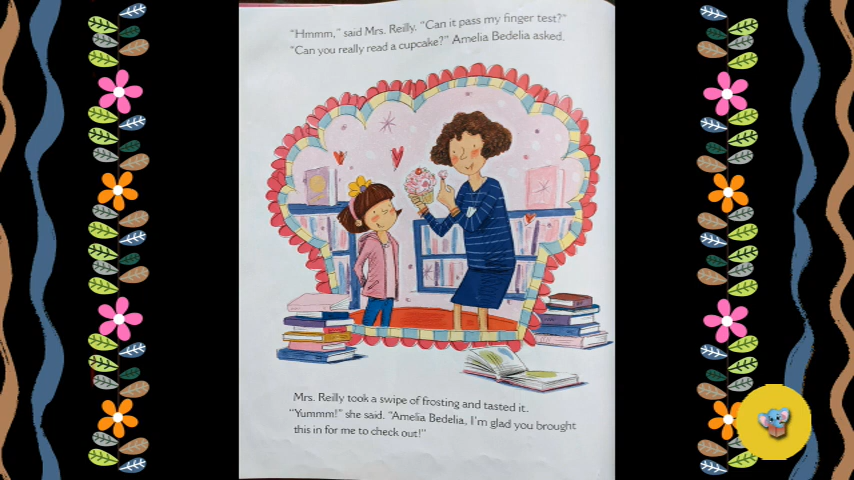 "Hmmm," said Mrs. Reilly. "Can it pass my finger test?"
"Can you really read a cupcake?" Amelia Bedelia asked.
Mrs. Reilly took a swipe of frosting and tasted it.
"Yummm!" she said. "Amelia Bedelia, I'm glad you brought
this in for me to check out!"